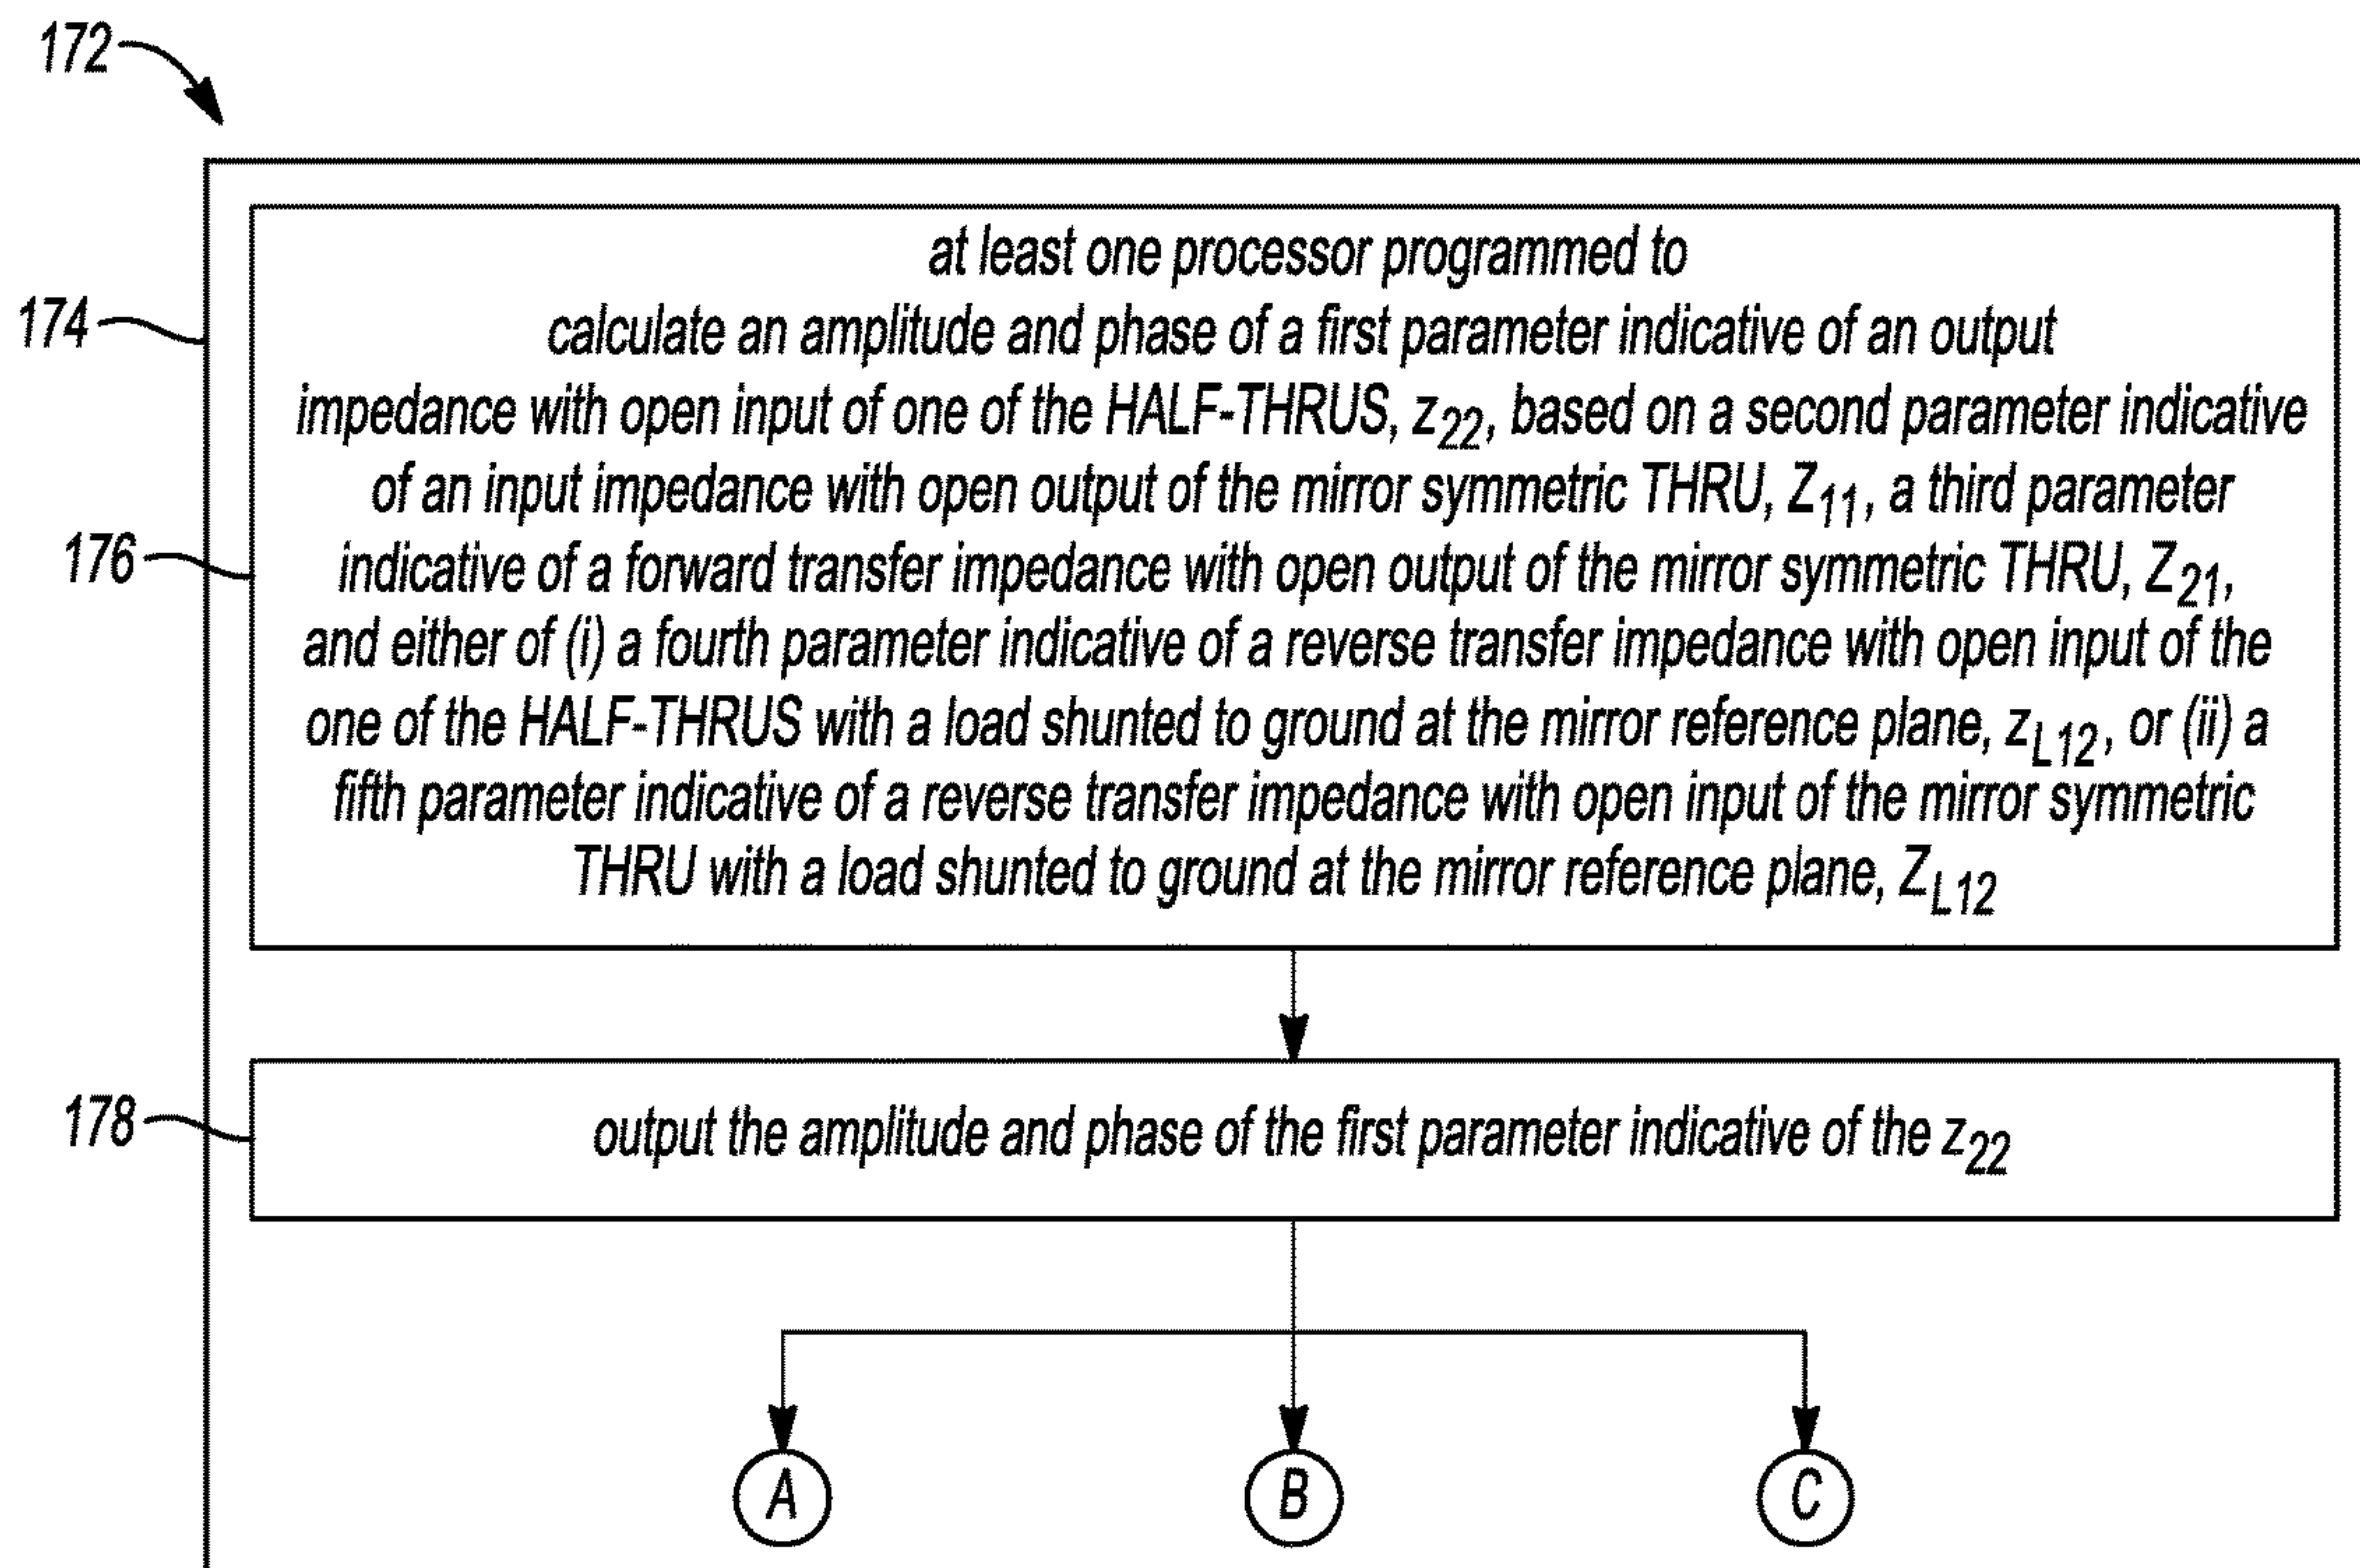 172
174
176
178
at least one processor programmed to
calculate an amplitude and phase of a first parameter indicative of an output
impedance with open input of one of the HALF-THRUS, z22, based on a second parameter indicative
of an input impedance with open output of the mirror symmetric THRU, Z11, a third parameter
indicative of a forward transfer impedance with open output of the mirror symmetric THRU, Z21,
and either of (i) a fourth parameter indicative of a reverse transfer impedance with open input of the
one of the HALF-THRUS with a load shunted to ground at the mirror reference plane, zL12, or (ii) a
fifth parameter indicative of a reverse transfer impedance with open input of the mirror symmetric
THRU with a load shunted to ground at the mirror reference plane, ZL12
output the amplitude and phase of the first parameter indicative of the z22
A
B
C